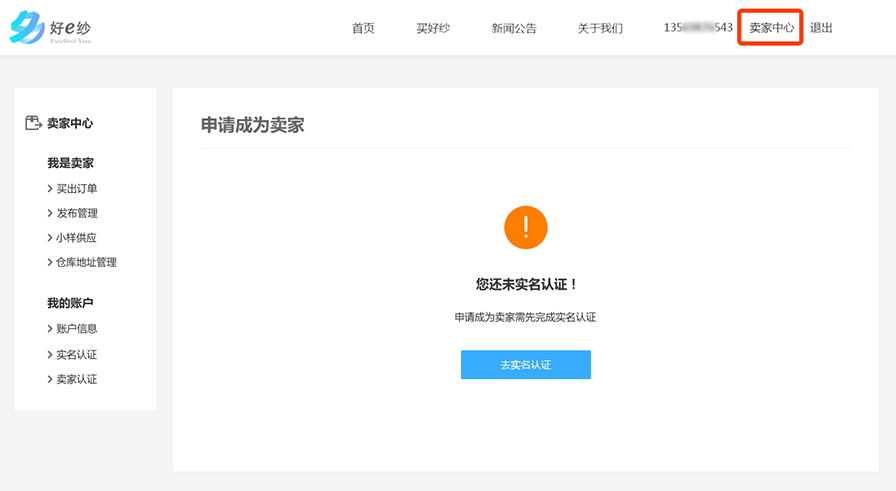 好e纱
Excellent Yarn
首页 买好纱 新闻公告 关于我们 135 543 卖家中心 退出
卖家中心
我是卖家
买出订单
发布管理
小样供应
仓库地址管理
我的账户
账户信息
实名认证
卖家认证
申请成为卖家
您还未实名认证！
申请成为卖家需先完成实名认证
去实名认证